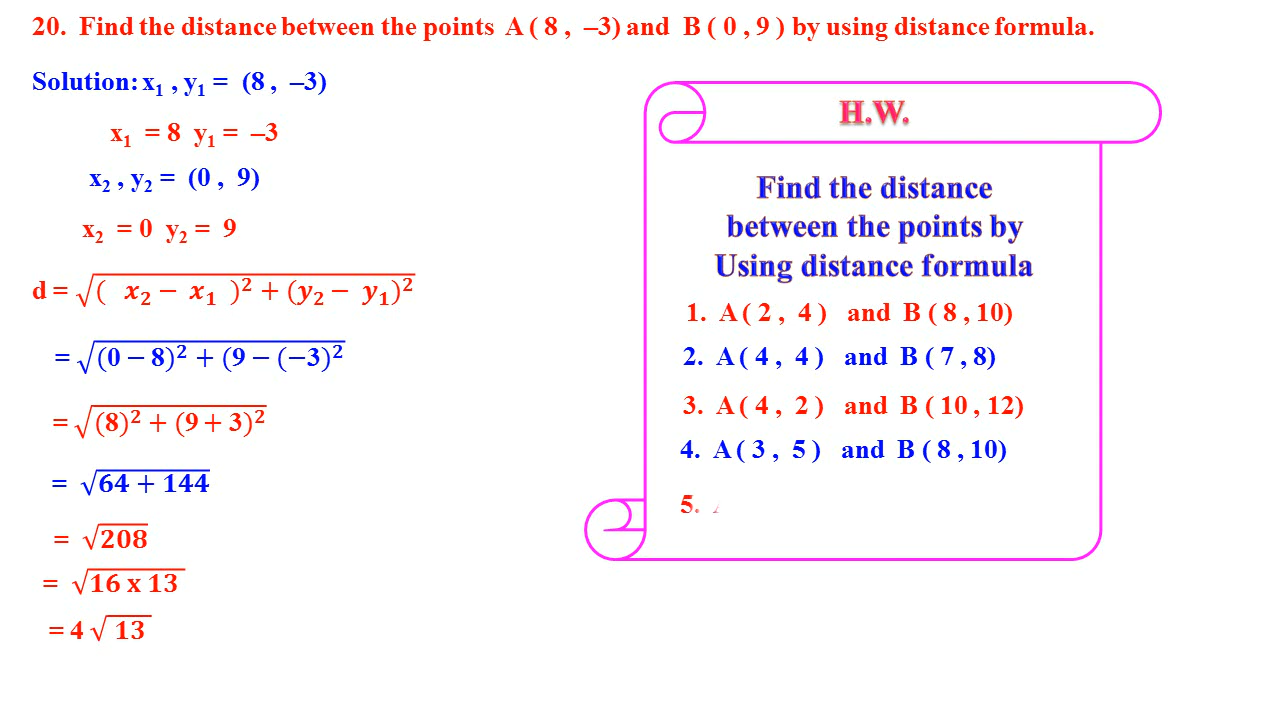 20. Find the distance between the points A ( 8 , –3) and B ( 0 , 9 ) by using distance formula.
Solution: x₁ , y₁ = (8 , –3)
x₁ = 8 y₁ = –3
x₂ , y₂ = (0 , 9)
x₂ = 0 y₂ = 9
d = √( x₂ − x₁ )² + (y₂ − y₁)²
= √(0 − 8)² + (9 − (−3)²
= √(8)² + (9 + 3)²
= √64 + 144
= √208
= √16 x 13
= 4 √ 13
H.W.
Find the distance
between the points by
Using distance formula
1. A ( 2 , 4 ) and B ( 8 , 10)
2. A ( 4 , 4 ) and B ( 7 , 8)
3. A ( 4 , 2 ) and B ( 10 , 12)
4. A ( 3 , 5 ) and B ( 8 , 10)
5.